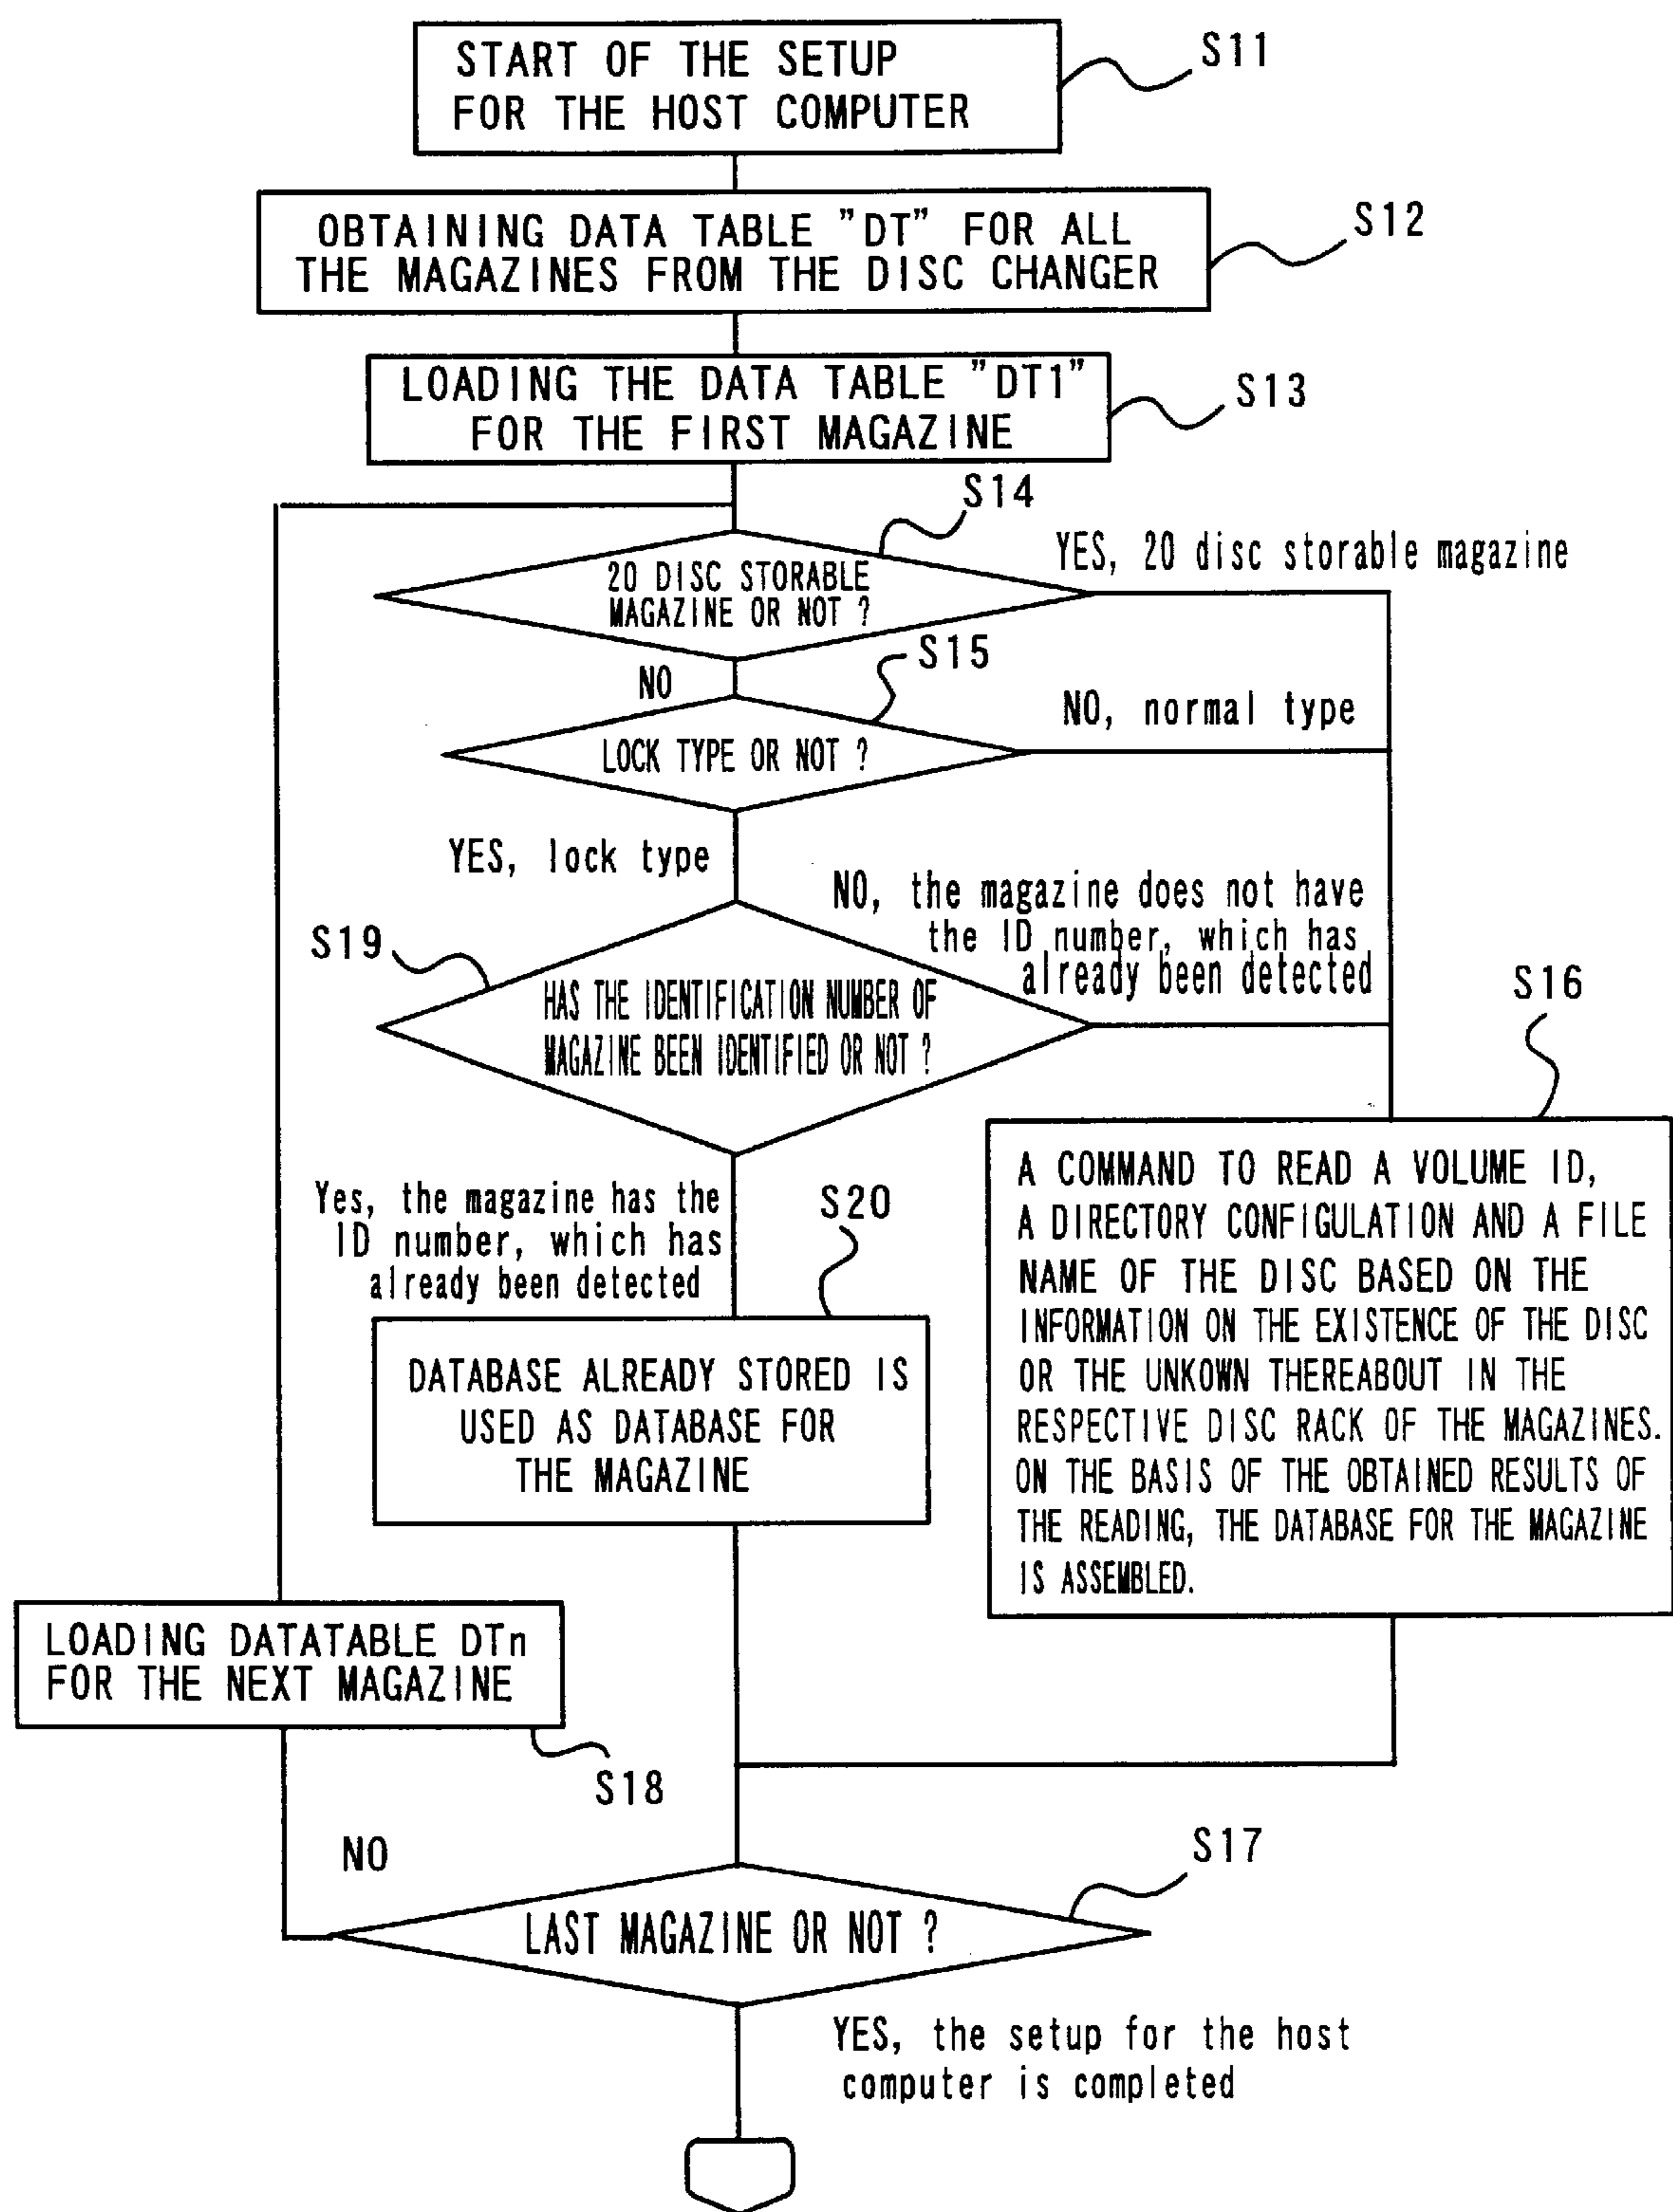 START OF THE SETUP
FOR THE HOST COMPUTER
S11
OBTAINING DATA TABLE "DT" FOR ALL
THE MAGAZINES FROM THE DISC CHANGER
S12
LOADING THE DATA TABLE "DT1"
FOR THE FIRST MAGAZINE
S13
S14
20 DISC STORABLE
MAGAZINE OR NOT ?
YES, 20 disc storable magazine
NO
S15
LOCK TYPE OR NOT ?
NO, normal type
YES, lock type
S19
HAS THE IDENTIFICATION NUMBER OF
MAGAZINE BEEN IDENTIFIED OR NOT ?
NO, the magazine does not have
the ID number, which has
already been detected
S16
A COMMAND TO READ A VOLUME ID,
A DIRECTORY CONFIGULATION AND A FILE
NAME OF THE DISC BASED ON THE
INFORMATION ON THE EXISTENCE OF THE DISC
OR THE UNKOWN THEREABOUT IN THE
RESPECTIVE DISC RACK OF THE MAGAZINES.
ON THE BASIS OF THE OBTAINED RESULTS OF
THE READING, THE DATABASE FOR THE MAGAZINE
IS ASSEMBLED.
Yes, the magazine has the
ID number, which has
already been detected
S20
DATABASE ALREADY STORED IS
USED AS DATABASE FOR
THE MAGAZINE
LOADING DATATABLE DTn
FOR THE NEXT MAGAZINE
S18
NO
S17
LAST MAGAZINE OR NOT ?
YES, the setup for the host
computer is completed